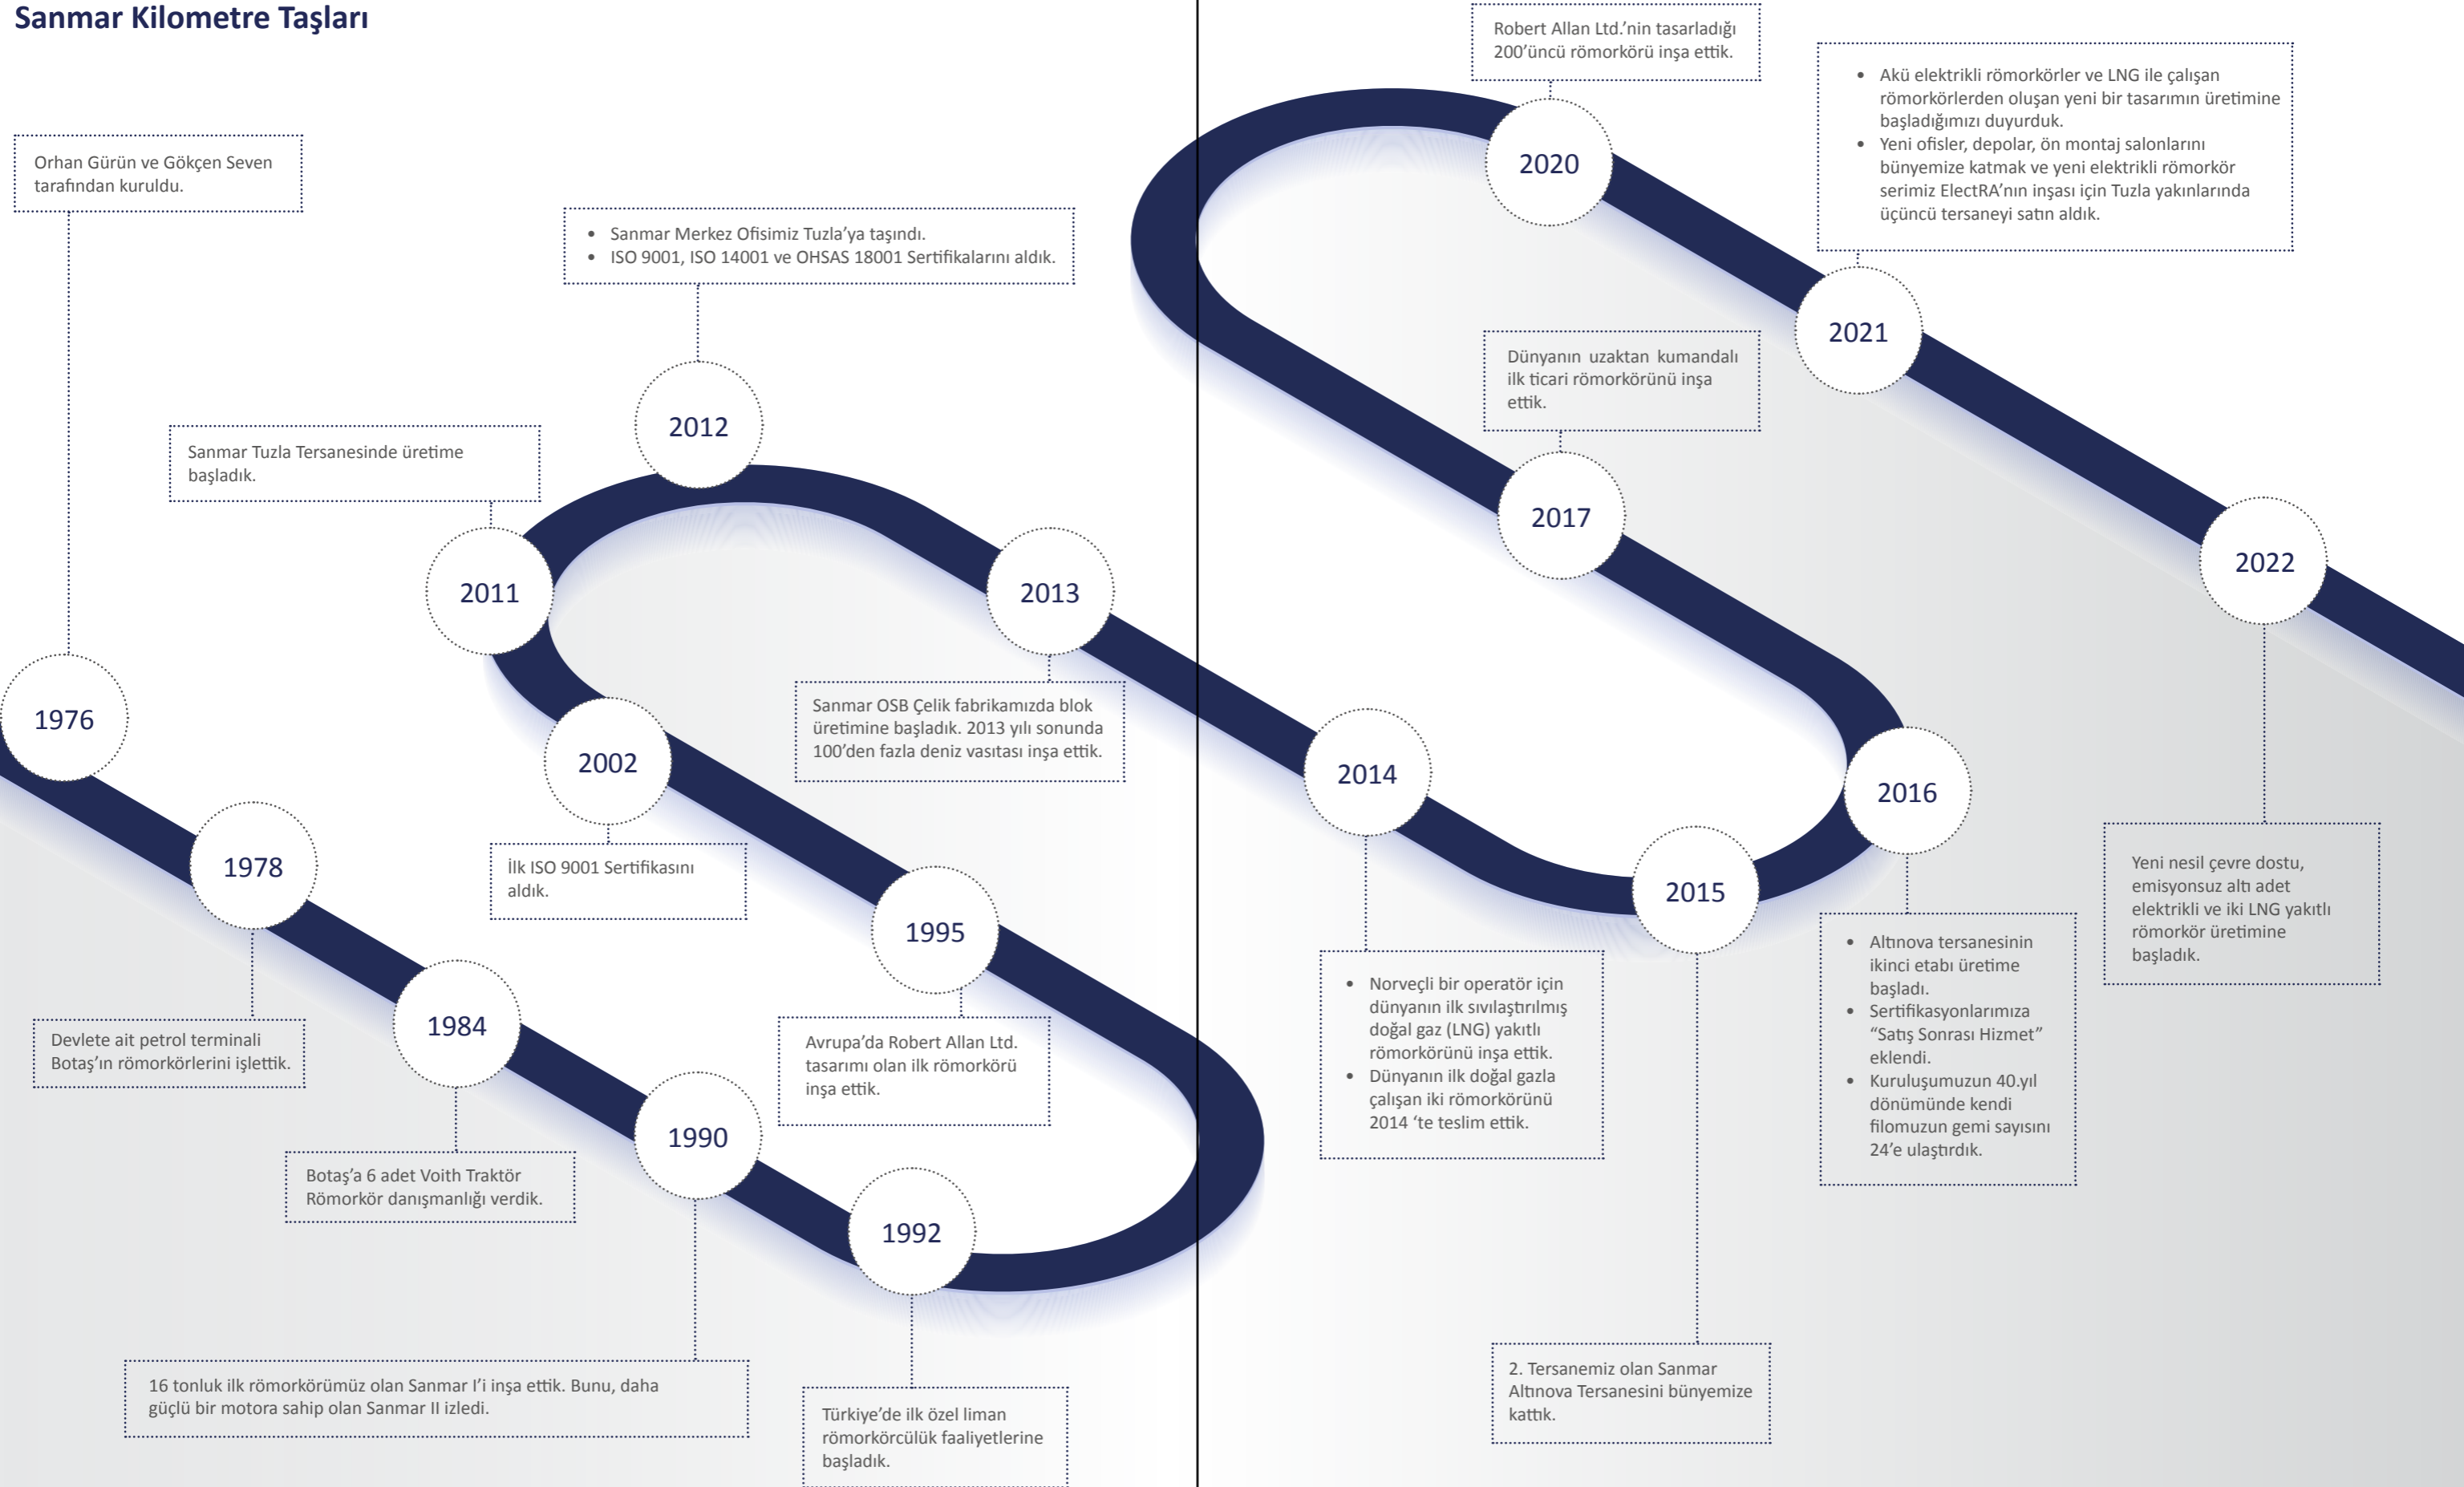 Sanmar Kilometre Taşları
1976
Orhan Gürün ve Gökçen Seven
tarafından kuruldu.
1978
Devlete ait petrol terminali
Botaş’ın römorkörlerini işlettik.
1984
Botaş’a 6 adet Voith Traktör
Römorkör danışmanlığı verdik.
1990
16 tonluk ilk römorkörümüz olan Sanmar I’i inşa ettik. Bunu, daha
güçlü bir motora sahip olan Sanmar II izledi.
1992
Türkiye’de ilk özel liman
römorkörcülük faaliyetlerine
başladık.
1995
Avrupa’da Robert Allan Ltd.
tasarımı olan ilk römorkörü
inşa ettik.
2002
İlk ISO 9001 Sertifikasını
aldık.
2011
Sanmar Tuzla Tersanesinde üretime
başladık.
2012
• Sanmar Merkez Ofisimiz Tuzla’ya taşındı.
• ISO 9001, ISO 14001 ve OHSAS 18001 Sertifikalarını aldık.
2013
Sanmar OSB Çelik fabrikamızda blok
üretimine başladık. 2013 yılı sonunda
100’den fazla deniz vasıtası inşa ettik.
2014
• Norveçli bir operatör için
dünyanın ilk sıvılaştırılmış
doğal gaz (LNG) yakıtlı
römorkörünü inşa ettik.
• Dünyanın ilk doğal gazla
çalışan iki römorkörünü
2014 ‘te teslim ettik.
2015
2. Tersanemiz olan Sanmar
Altınova Tersanesini bünyemize
kattık.
2016
• Altınova tersanesinin
ikinci etabı üretime
başladı.
• Sertifikasyonlarımıza
“Satış Sonrası Hizmet”
eklendi.
• Kuruluşumuzun 40.yıl
dönümünde kendi
filomuzun gemi sayısını
24’e ulaştırdık.
2017
Dünyanın uzaktan kumandalı
ilk ticari römorkörünü inşa
ettik.
2020
Robert Allan Ltd.’nin tasarladığı
200’üncü römorkörü inşa ettik.
2021
• Akü elektrikli römorkörler ve LNG ile çalışan
römorkörlerden oluşan yeni bir tasarımın üretimine
başladığımızı duyurduk.
• Yeni ofisler, depolar, ön montaj salonlarını
bünyemize katmak ve yeni elektrikli römorkör
serimiz ElectRA’nın inşası için Tuzla yakınlarında
üçüncü tersaneyi satın aldık.
2022
Yeni nesil çevre dostu,
emisyonsuz altı adet
elektrikli ve iki LNG yakıtlı
römorkör üretimine
başladık.